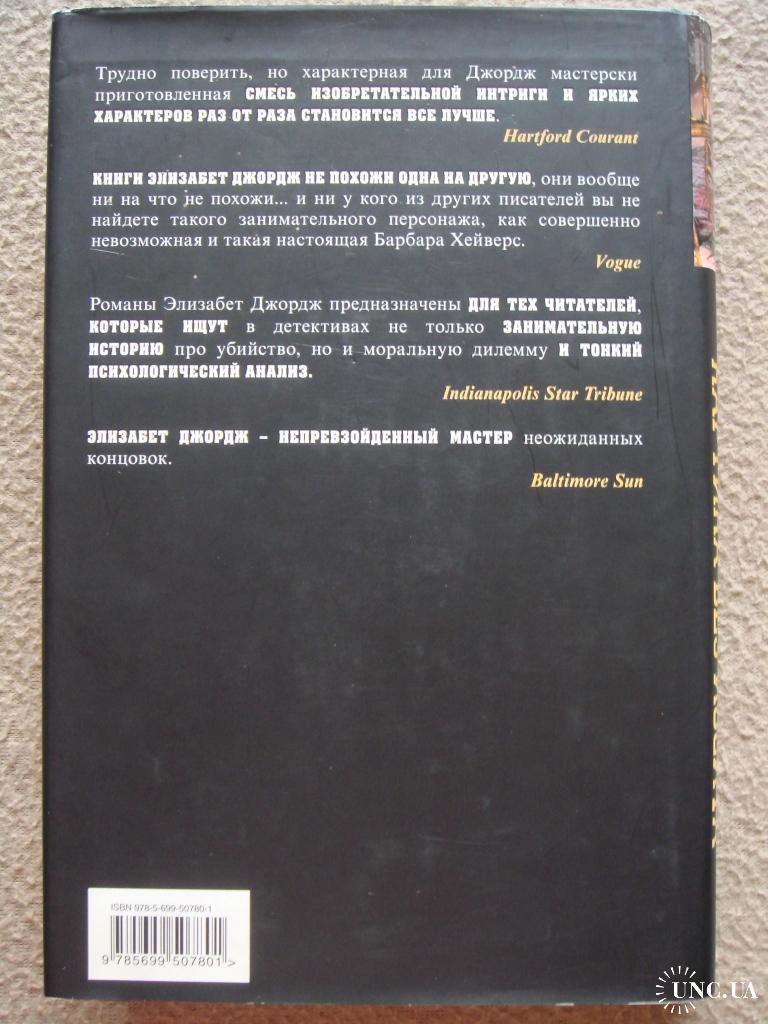 Трудно поверить, но характерная для Джордж мастерски
приготовленная СМЕСЬ ИЗОБРЕТАТЕЛЬНОЙ ИНТРИГИ И ЯРКИХ
ХАРАКТЕРОВ РАЗ ОТ РАЗА СТАНОВИТСЯ ВСЕ ЛУЧШЕ.
Hartford Courant
КНИГИ ЭЛИЗАБЕТ ДЖОРДЖ НЕ ПОХОЖИ ОДНА НА ДРУГУЮ, они вообще
ни на что не похожи... и ни у кого из других писателей вы не
найдете такого занимательного персонажа, как совершенно
невозможная и такая настоящая Барбара Хейверс.
Vogue
Романы Элизабет Джордж предназначены ДЛЯ ТЕХ ЧИТАТЕЛЕЙ,
КОТОРЫЕ ИЩУТ в детективах не только ЗАНИМАТЕЛЬНУЮ
ИСТОРИЮ про убийство, но и моральную дилемму И ТОНКИЙ
ПСИХОЛОГИЧЕСКИЙ АНАЛИЗ.
Indianapolis Star Tribune
ЭЛИЗАБЕТ ДЖОРДЖ – НЕПРЕВЗОЙДЕННЫЙ МАСТЕР неожиданных
концовок.
Baltimore Sun
ISBN 978-5-699-50780-1
9 785699 507801 >
UNC.UA